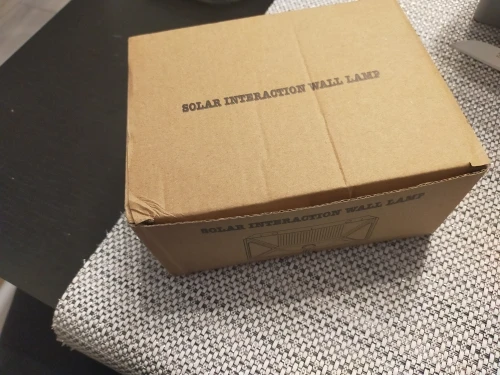 SOLAR INTERACTION WALL LAMP
SOLAR INTERACTION WALL LAMP